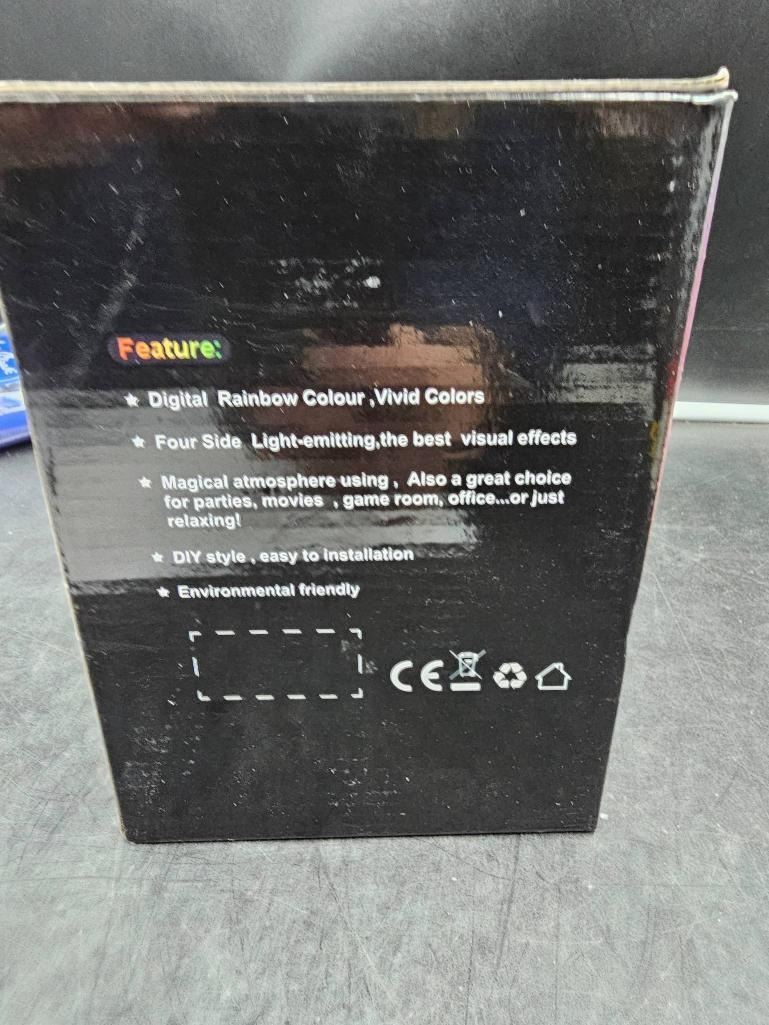 Feature:
★ Digital Rainbow Colour ,Vivid Colors
★ Four Side Light-emitting,the best visual effects
★ Magical atmosphere using , Also a great choice
for parties, movies , game room, office...or just
relaxing!
★ DIY style , easy to installation
★ Environmental friendly
CE